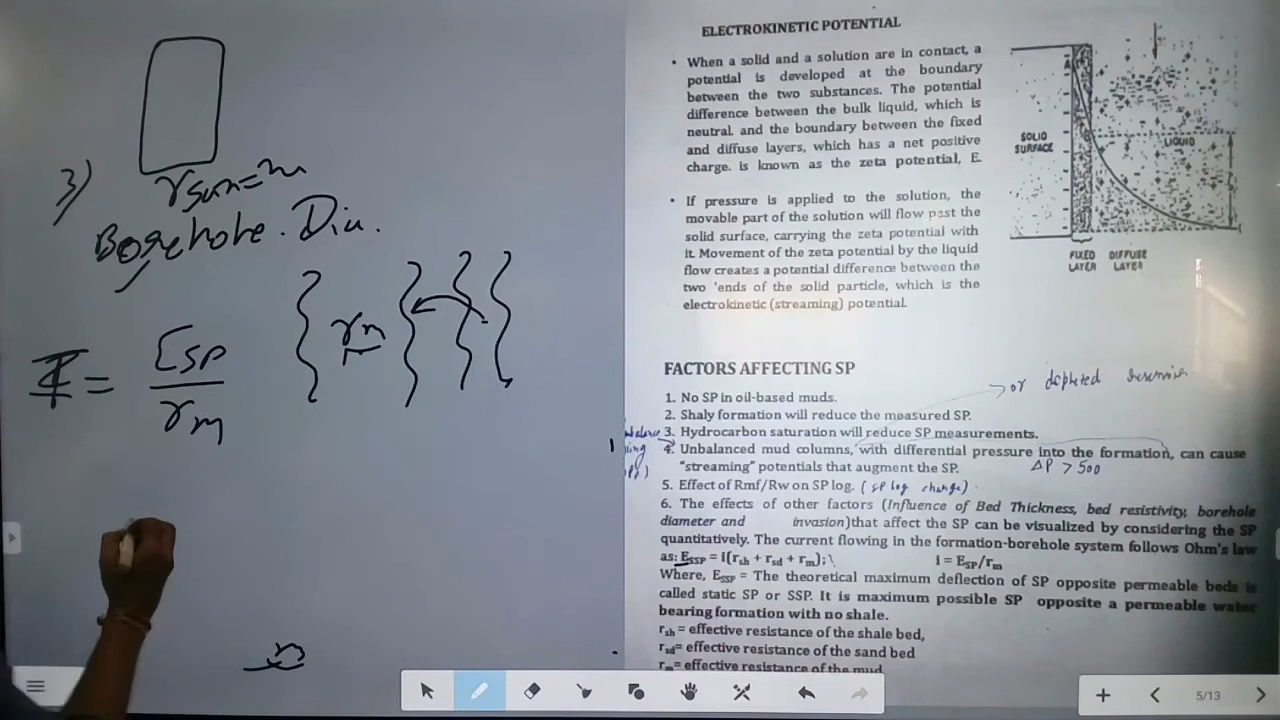 3)
Borehole. Dia.
rm
I = ESP
rm
ELECTROKINETIC POTENTIAL
• When a solid and a solution are in contact, a
potential is developed at the boundary
between the two substances. The potential
difference between the bulk liquid, which is
neutral and the boundary between the fixed
and diffuse layers, which has a net positive
charge. is known as the zeta potential, E.
• If pressure is applied to the solution, the
movable part of the solution will flow past the
solid surface, carrying the zeta potential with
it. Movement of the zeta potential by the liquid
flow creates a potential difference between the
two 'ends of the solid particle, which is the
electrokinetic (streaming) potential.
SOLID
SURFACE
LIQUID
FIXED
LAYER
DIFFUSE
LAYER
FACTORS AFFECTING SP
or depleted
1. No SP in oil-based muds.
2. Shaly formation will reduce the measured SP.
3. Hydrocarbon saturation will reduce SP measurements.
4. Unbalanced mud columns, with differential pressure into the formation, can cause
"streaming" potentials that augment the SP.
ΔP > 500
5. Effect of Rmf/Rw on SP log. (SP log change)
6. The effects of other factors (Influence of Bed Thickness, bed resistivity, borehole
diameter and invasion)that affect the SP can be visualized by considering the SP
quantitatively. The current flowing in the formation-borehole system follows Ohm's law
as: ESSP = i(rsh + rsd + rm); i = ESP/rm
Where, ESSP = The theoretical maximum deflection of SP opposite permeable beds is
called static SP or SSP. It is maximum possible SP opposite a permeable water
bearing formation with no shale.
rsh = effective resistance of the shale bed,
rsd= effective resistance of the sand bed
rm= effective resistance of the mud
5/13